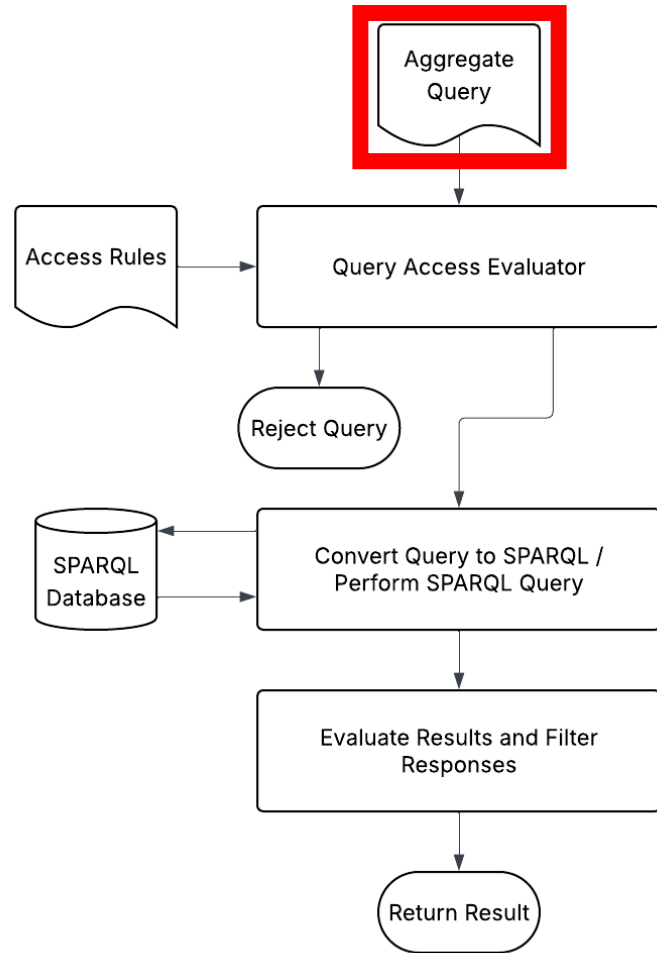 Aggregate
Query
Access Rules
Query Access Evaluator
Reject Query
SPARQL
Database
Convert Query to SPARQL /
Perform SPARQL Query
Evaluate Results and Filter
Responses
Return Result